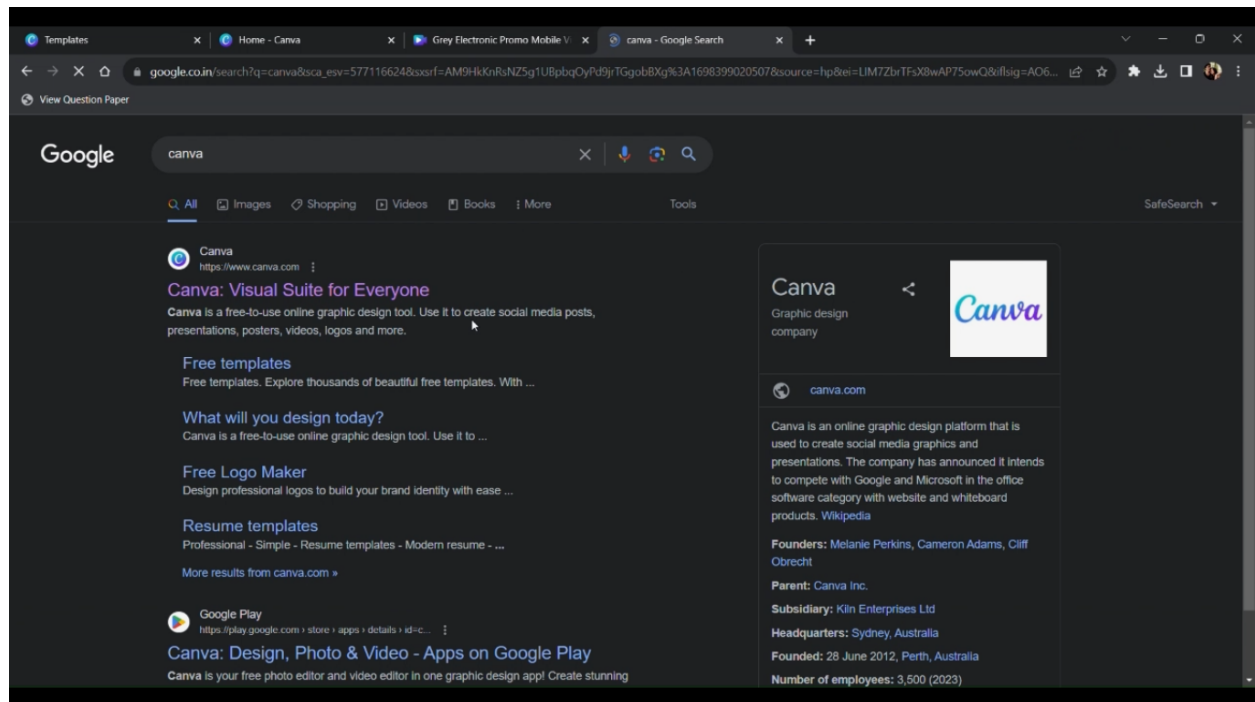 Templates
Home - Canva
Grey Electronic Promo Mobile V
canva - Google Search
google.co.in/search?q=canva&sca_esv=577116624&sxsrf=AM9HkKnRsNZ5g1UBpbqOyPd9jrTGgobBXg%3A1698399020507&source=hp&ei=LIM7ZbrTFsX8wAP75owQ&iflsig=AO6...
View Question Paper
Google
canva
All
Images
Shopping
Videos
Books
More
Tools
SafeSearch
Canva
https://www.canva.com
Canva: Visual Suite for Everyone
Canva is a free-to-use online graphic design tool. Use it to create social media posts,
presentations, posters, videos, logos and more.
Free templates
Free templates. Explore thousands of beautiful free templates. With ...
What will you design today?
Canva is a free-to-use online graphic design tool. Use it to ...
Free Logo Maker
Design professional logos to build your brand identity with ease ...
Resume templates
Professional - Simple - Resume templates - Modern resume - ...
More results from canva.com »
Google Play
https://play.google.com › store › apps › details › id=c...
Canva: Design, Photo & Video - Apps on Google Play
Canva is your free photo editor and video editor in one graphic design app! Create stunning
Canva
Graphic design
company
Canva
canva.com
Canva is an online graphic design platform that is
used to create social media graphics and
presentations. The company has announced it intends
to compete with Google and Microsoft in the office
software category with website and whiteboard
products. Wikipedia
Founders: Melanie Perkins, Cameron Adams, Cliff
Obrecht
Parent: Canva Inc.
Subsidiary: Kiln Enterprises Ltd
Headquarters: Sydney, Australia
Founded: 28 June 2012, Perth, Australia
Number of employees: 3,500 (2023)